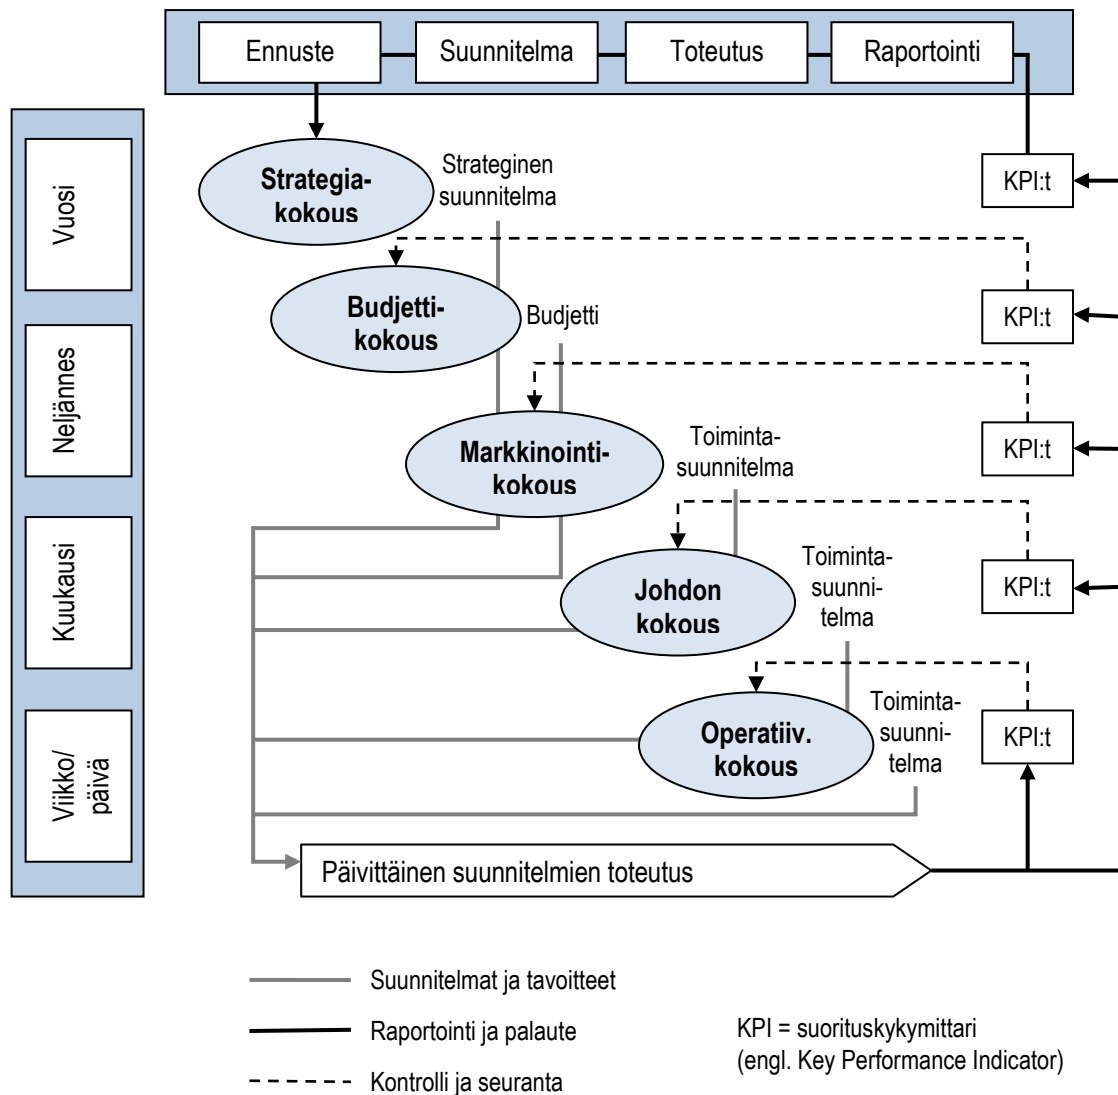 Ennuste
Suunnitelma
Toteutus
Raportointi
Vuosi
Strategia-
kokous
Strateginen
suunnitelma
KPI:t
Budjetti-
kokous
Budjetti
KPI:t
Neljännes
Markkinointi-
kokous
Toiminta-
suunnitelma
KPI:t
Kuukausi
Johdon
kokous
Toiminta-
suunni-
telma
KPI:t
Viikko/
päivä
Operatiiv.
kokous
Toiminta-
suunni-
telma
KPI:t
Päivittäinen suunnitelmien toteutus
Suunnitelmat ja tavoitteet
Raportointi ja palaute
Kontrolli ja seuranta
KPI = suorituskykymittari
(engl. Key Performance Indicator)